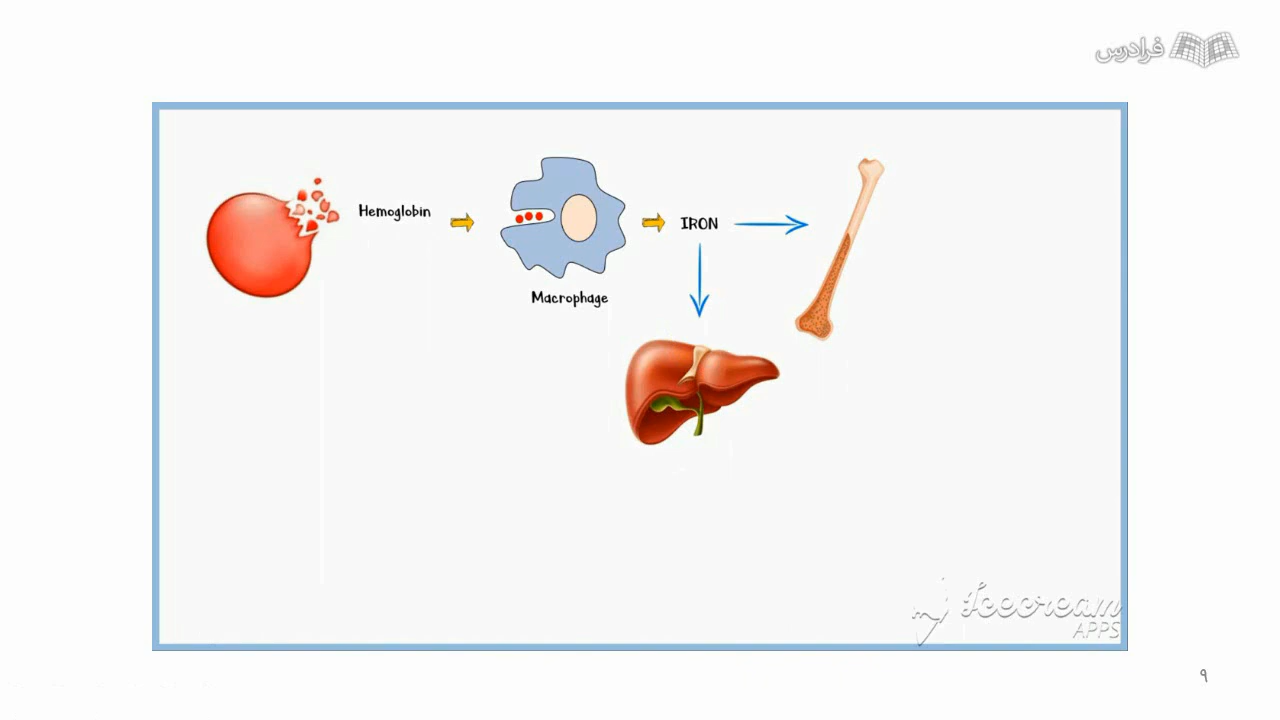 فرادرس
Hemoglobin
IRON
Macrophage
Icecream
APPS
۹